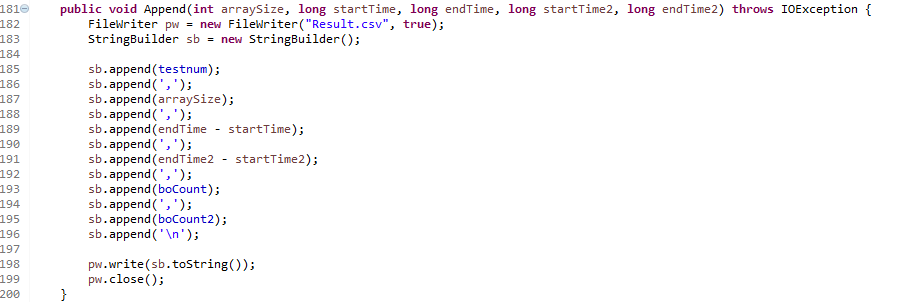 181 public void Append(int arraySize, long startTime, long endTime, long startTime2, long endTime2) throws IOException {
182 FileWriter pw = new FileWriter("Result.csv", true);
183 StringBuilder sb = new StringBuilder();
184
185 sb.append(testnum);
186 sb.append(',');
187 sb.append(arraySize);
188 sb.append(',');
189 sb.append(endTime - startTime);
190 sb.append(',');
191 sb.append(endTime2 - startTime2);
192 sb.append(',');
193 sb.append(boCount);
194 sb.append(',');
195 sb.append(boCount2);
196 sb.append('\n');
197
198 pw.write(sb.toString());
199 pw.close();
200 }